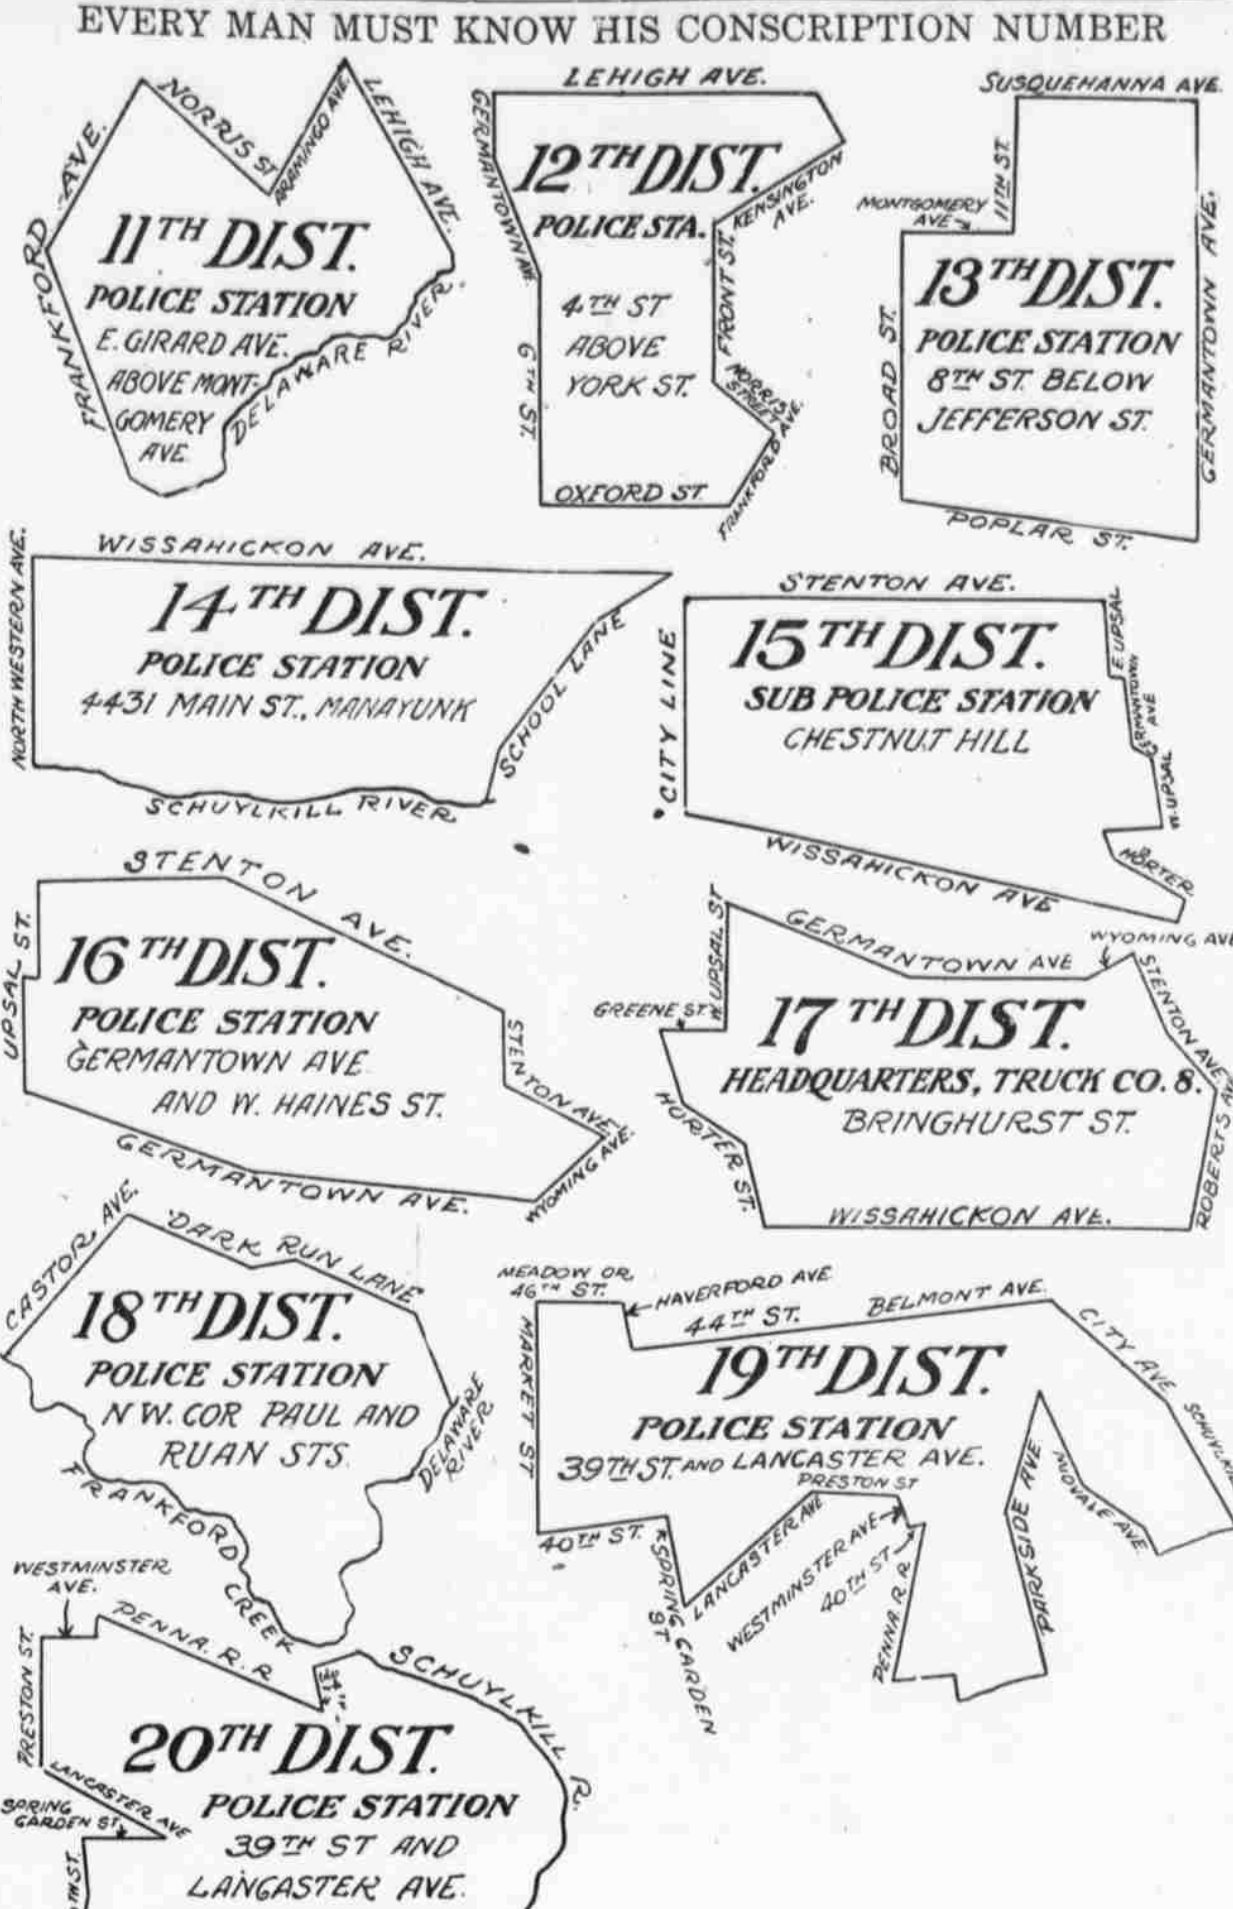 EVERY MAN MUST KNOW HIS CONSCRIPTION NUMBER
NORRIS ST
ARAMINGO AVE.
LEHIGH AVE.
FRANKFORD AVE.
11TH DIST.
POLICE STATION
E. GIRARD AVE.
ABOVE MONT-
GOMERY
AVE.
DELAWARE RIVER.
LEHIGH AVE.
GERMANTOWN AVE
12TH DIST.
POLICE STA.
4TH ST
ABOVE
YORK ST.
KENSINGTON
AVE.
FRONT ST.
NORRIS
STREET
FRANKFORD AVE.
6TH ST.
OXFORD ST.
SUSQUEHANNA AVE.
11TH ST.
MONTGOMERY
AVE
13TH DIST.
POLICE STATION
8TH ST. BELOW
JEFFERSON ST.
BROAD ST.
GERMANTOWN AVE.
POPLAR ST.
WISSAHICKON AVE.
NORTH WESTERN AVE.
14TH DIST.
POLICE STATION
4431 MAIN ST., MANAYUNK
SCHOOL LANE
SCHUYLKILL RIVER
STENTON AVE.
CITY LINE
15TH DIST.
SUB POLICE STATION
CHESTNUT HILL
E UPSAL
GERMANTOWN
AVE
W. UPSAL
HORTER
WISSAHICKON AVE
STENTON AVE.
UPSAL ST.
16TH DIST.
POLICE STATION
GERMANTOWN AVE
AND W. HAINES ST.
STENTON AVE.
WYOMING AVE.
GERMANTOWN AVE.
W. UPSAL ST
GERMANTOWN AVE
WYOMING AVE
GREENE ST.
STENTON AVE.
17TH DIST.
HEADQUARTERS, TRUCK CO. 8.
BRINGHURST ST.
HORTER ST.
ROBERTS AVE
WISSAHICKON AVE.
CASTOR AVE.
DARK RUN LANE
18TH DIST.
POLICE STATION
N W. COR PAUL AND
RUAN STS.
DELAWARE
RIVER
FRANKFORD CREEK
MEADOW OR
46TH ST.
HAVERFORD AVE
44TH ST.
BELMONT AVE.
CITY AVE
MARKET ST
19TH DIST.
POLICE STATION
39TH ST. AND LANCASTER AVE.
PRESTON ST
40TH ST.
SPRING GARDEN
ST
LANCASTER AVE
WESTMINSTER AVE
40TH ST
PENNA R. R
PARKSIDE AVE
MIDVALE AVE.
WESTMINSTER
AVE.
PENNA. R. R
34TH
ST.
SCHUYLKILL R.
PRESTON ST.
20TH DIST.
LANCASTER AVE
SPRING
GARDEN ST.
POLICE STATION
39TH ST AND
LANCASTER AVE.